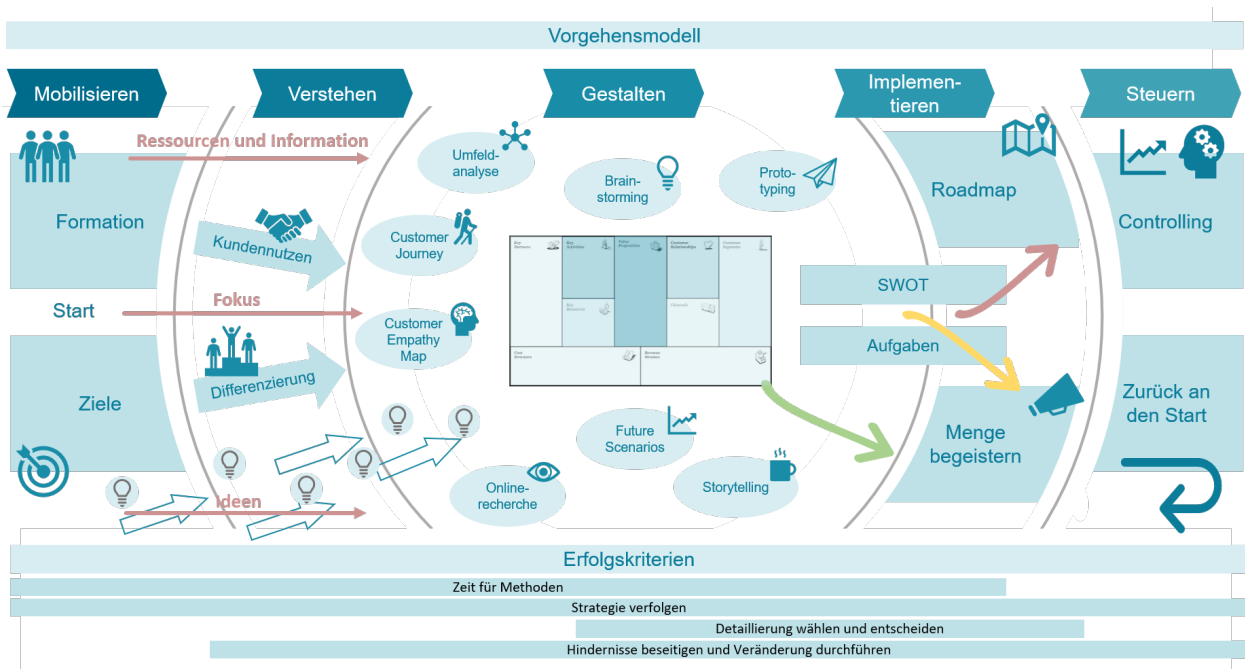 Vorgehensmodell
Mobilisieren
Verstehen
Gestalten
Implemen-
tieren
Steuern
Ressourcen und Information
Formation
Start
Ziele
Kundennutzen
Fokus
Differenzierung
Ideen
Umfeld-
analyse
Brain-
storming
Proto-
typing
Customer
Journey
Customer
Empathy
Map
Future
Scenarios
Online-
recherche
Storytelling
SWOT
Aufgaben
Roadmap
Menge
begeistern
Controlling
Zurück an
den Start
Erfolgskriterien
Zeit für Methoden
Strategie verfolgen
Detaillierung wählen und entscheiden
Hindernisse beseitigen und Veränderung durchführen